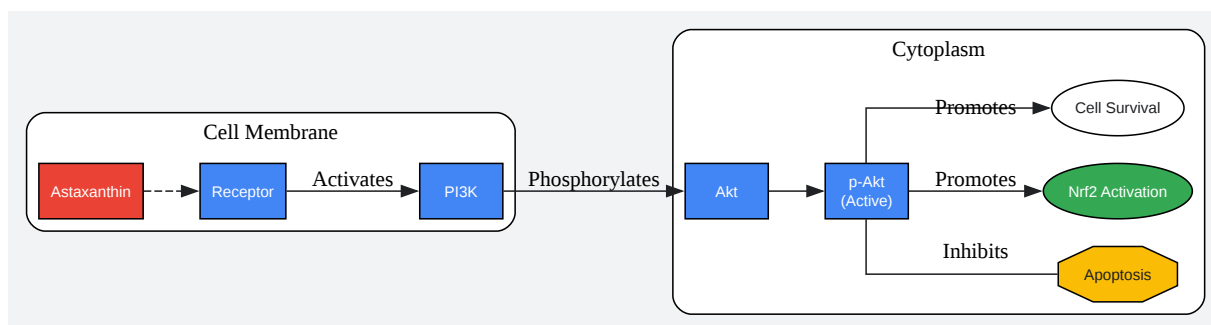 Cell Membrane
Astaxanthin
Receptor
Activates
PI3K
Phosphorylates
Cytoplasm
Akt
p-Akt
(Active)
Promotes
Cell Survival
Promotes
Nrf2 Activation
Inhibits
Apoptosis